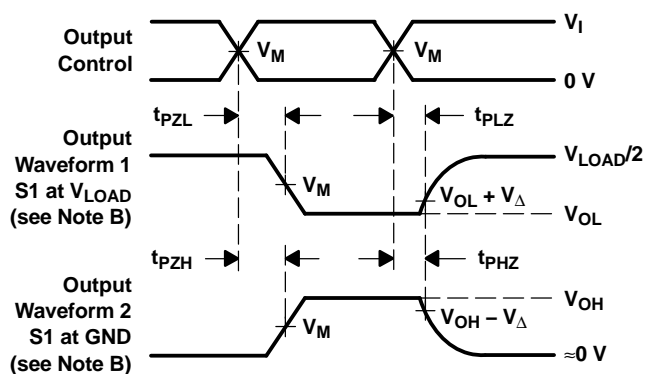 Output
Control
V_M
V_M
V_I
0 V
t_PZL
t_PLZ
Output
Waveform 1
S1 at V_LOAD
(see Note B)
V_M
V_LOAD/2
V_OL + V_Δ
V_OL
t_PZH
t_PHZ
Output
Waveform 2
S1 at GND
(see Note B)
V_M
V_OH
V_OH − V_Δ
≈0 V